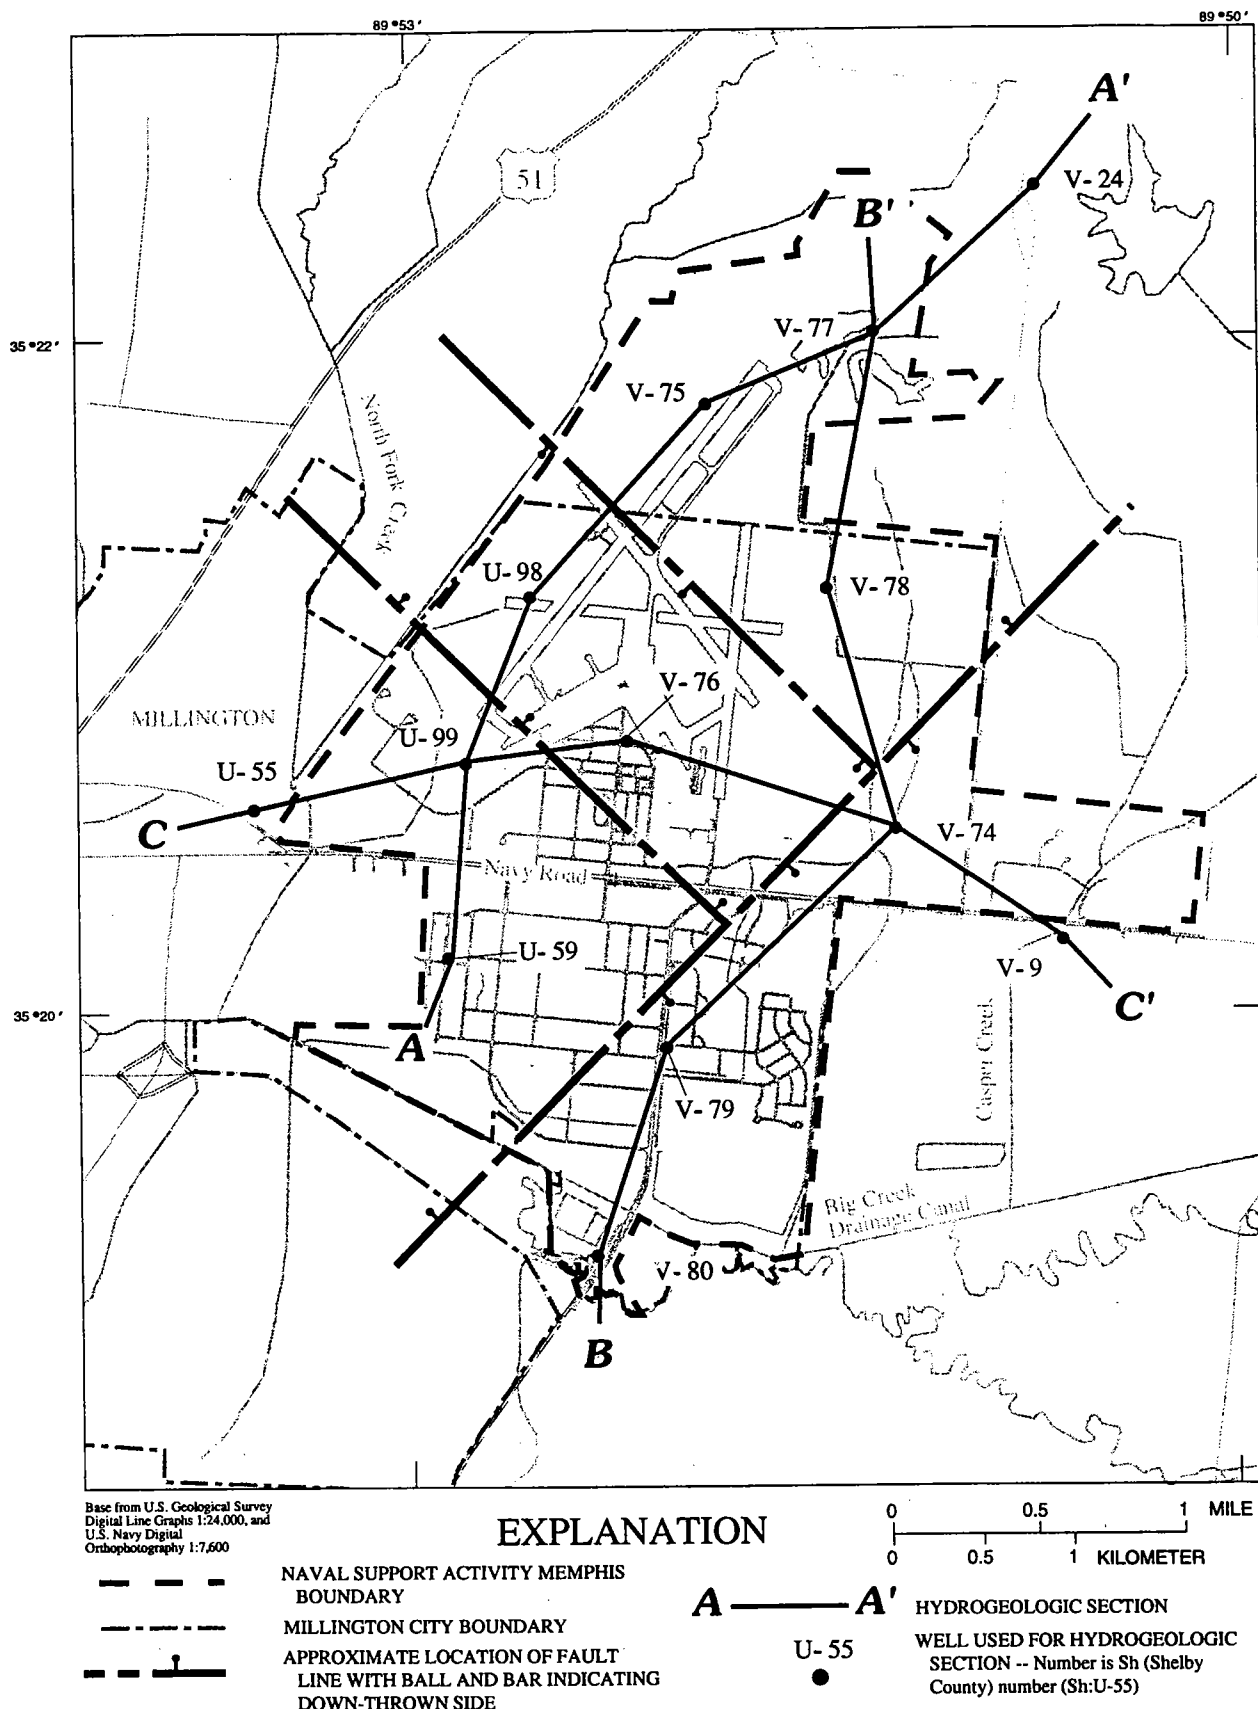 89°53'
89°50'
A'
V-24
51
B'
V-77
35°22'
V-75
North Fork Creek
U-98
V-78
V-76
MILLINGTON
U-99
U-55
C
V-74
Navy Road
U-59
V-9
C'
35°20'
A
Casper Creek
V-79
Big Creek
Drainage Canal
V-80
B
Base from U.S. Geological Survey
Digital Line Graphs 1:24,000, and
U.S. Navy Digital
Orthophotography 1:7,600
EXPLANATION
0 0.5 1 MILE
0 0.5 1 KILOMETER
NAVAL SUPPORT ACTIVITY MEMPHIS
BOUNDARY
MILLINGTON CITY BOUNDARY
APPROXIMATE LOCATION OF FAULT
LINE WITH BALL AND BAR INDICATING
DOWN-THROWN SIDE
A A' HYDROGEOLOGIC SECTION
U-55
WELL USED FOR HYDROGEOLOGIC
SECTION -- Number is Sh (Shelby
County) number (Sh:U-55)